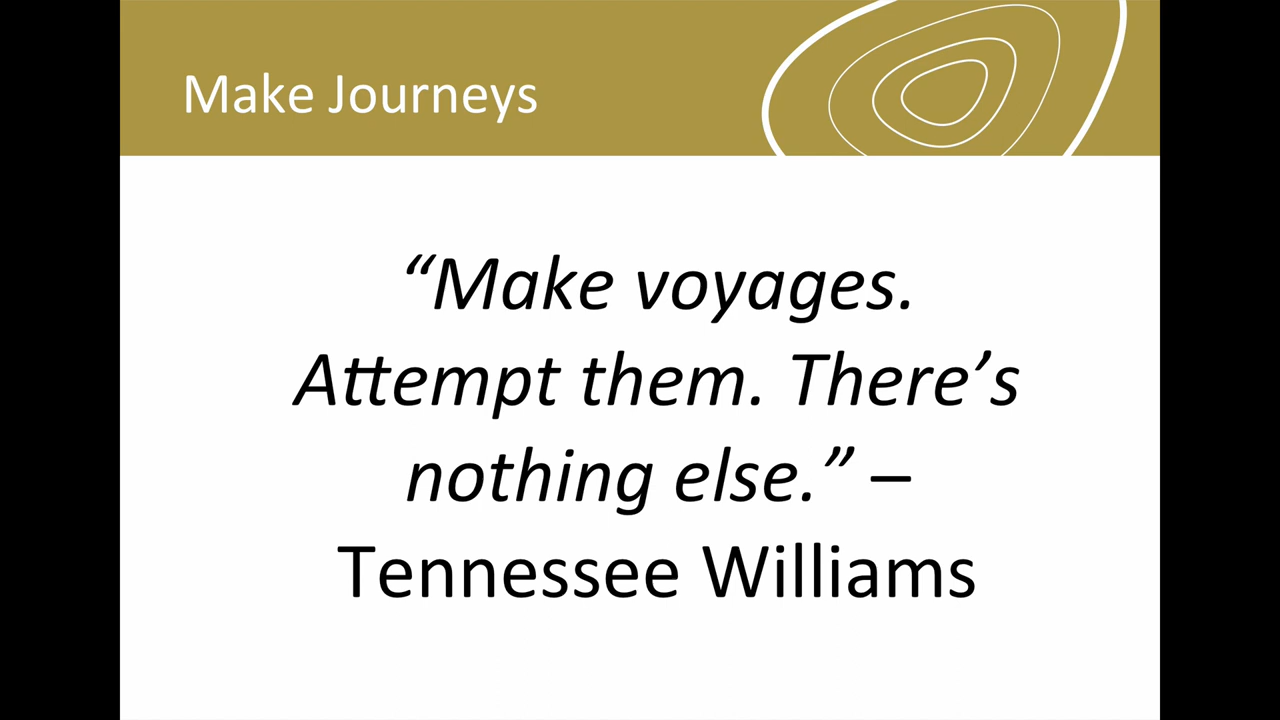 Make Journeys
“Make voyages.
Attempt them. There’s
nothing else.” –
Tennessee Williams